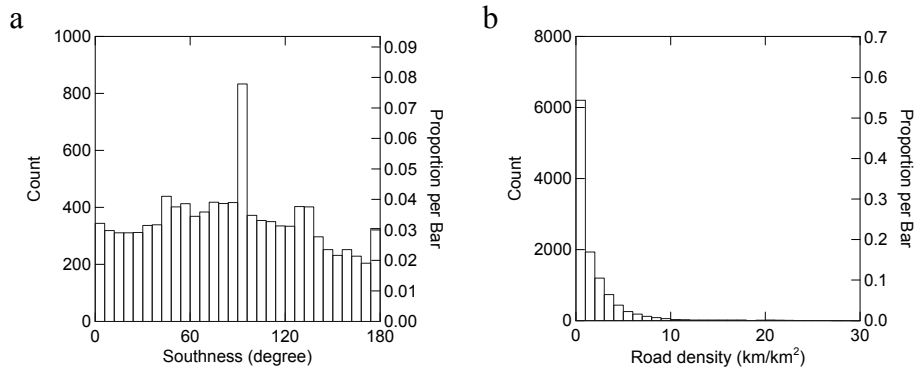 a
1000
800
600
400
200
0
Count
0.09
0.08
0.07
0.06
0.05
0.04
0.03
0.02
0.01
0.00
Proportion per Bar
0 60 120 180
Southness (degree)
b
8000
6000
4000
2000
0
Count
0.7
0.6
0.5
0.4
0.3
0.2
0.1
0.0
Proportion per Bar
0 10 20 30
Road density (km/km²)